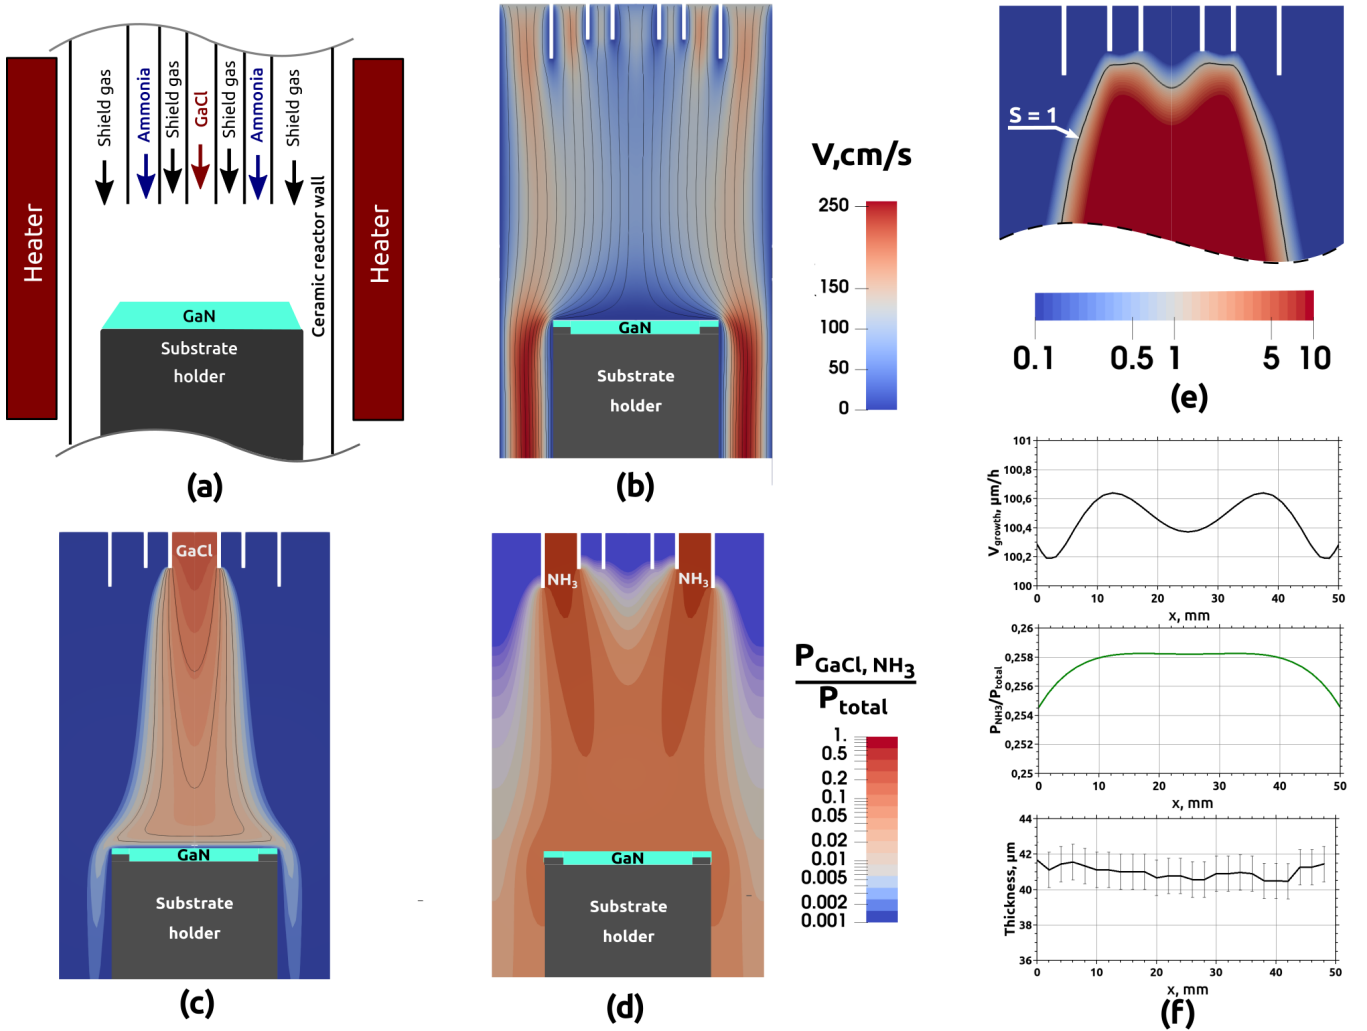 Shield gas
Ammonia
Shield gas
GaCl
Shield gas
Ammonia
Shield gas
Heater
Heater
Ceramic reactor wall
GaN
Substrate
holder
(a)
GaN
Substrate
holder
(b)
V,cm/s
250
200
150
100
50
0
S = 1
0.1 0.5 1 5 10
(e)
GaCl
GaN
Substrate
holder
(c)
NH3 NH3
GaN
Substrate
holder
(d)
PGaCl, NH3
Ptotal
1.
0.5
0.2
0.1
0.05
0.02
0.01
0.005
0.002
0.001
Vgrowth, µm/h
101
100,8
100,6
100,4
100,2
100
0 10 20 30 40 50
x, mm
PNH3/Ptotal
0,26
0,258
0,256
0,254
0,252
0,25
0 10 20 30 40 50
x, mm
Thickness, µm
44
42
40
38
36
0 10 20 30 40 50
x, mm
(f)